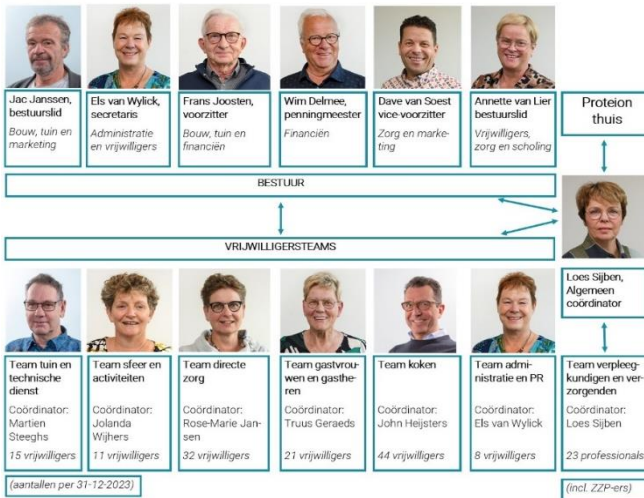 Jac Janssen,
bestuurslid
Bouw, tuin en
marketing
Els van Wylick,
secretaris
Administratie
en vrijwilligers
Frans Joosten,
voorzitter
Bouw, tuin en
financiën
Wim Delmee,
penningmeester
Financiën
Dave van Soest
vice-voorzitter
Zorg en marke-
ting
Annette van Lier
bestuurslid
Vrijwilligers,
zorg en scholing
Proteion
thuis
BESTUUR
VRIJWILLIGERSTEAMS
Loes Sijben,
Algemeen
coördinator
Team tuin en
technische
dienst
Coördinator:
Martien
Steeghs
15 vrijwilligers
Team sfeer en
activiteiten
Coördinator:
Jolanda
Wijhers
11 vrijwilligers
Team directe
zorg
Coördinator:
Rose-Marie Jan-
sen
32 vrijwilligers
Team gastvrou-
wen en gasthe-
ren
Coördinator:
Truus Geraeds
21 vrijwilligers
Team koken
Coördinator:
John Heijsters
44 vrijwilligers
Team admi-
nistratie en PR
Coördinator:
Els van Wylick
8 vrijwilligers
Team verpleeg-
kundigen en ver-
zorgenden
Coördinator:
Loes Sijben
23 professionals
(aantallen per 31-12-2023)
(incl. ZZP-ers)